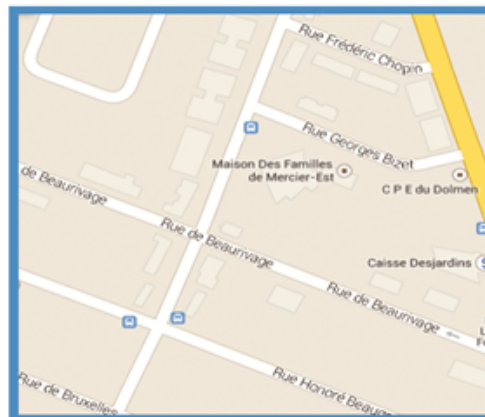 Rue Frédéric Chopin
Rue Georges Bizet
Maison Des Familles
de Mercier-Est
C P E du Dolmen
de Beaurivage
Rue de Beaurivage
Caisse Desjardins
Rue de Beaurivage
Rue Honoré Beaug
Rue de Bruxelles